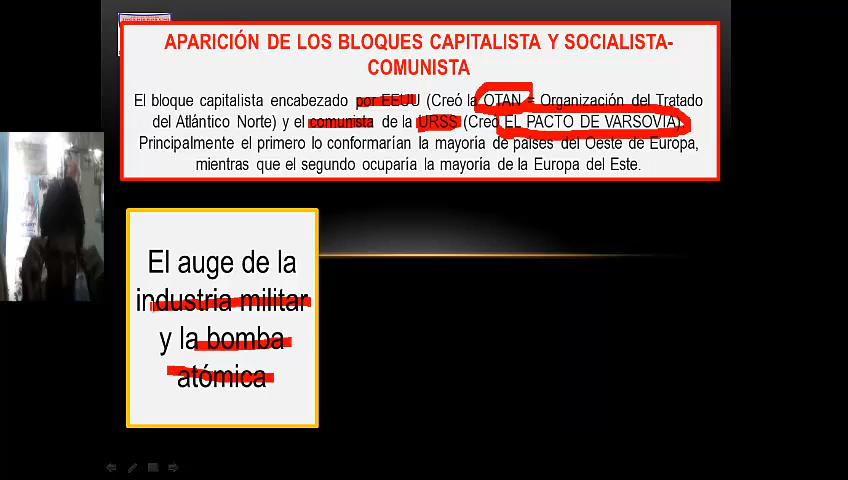 APARICIÓN DE LOS BLOQUES CAPITALISTA Y SOCIALISTA-
COMUNISTA
El bloque capitalista encabezado por EEUU (Creó la OTAN = Organización del Tratado
del Atlántico Norte) y el comunista de la URSS (Creó EL PACTO DE VARSOVIA).
Principalmente el primero lo conformarían la mayoría de países del Oeste de Europa,
mientras que el segundo ocuparía la mayoría de la Europa del Este.
El auge de la
industria militar
y la bomba
atómica